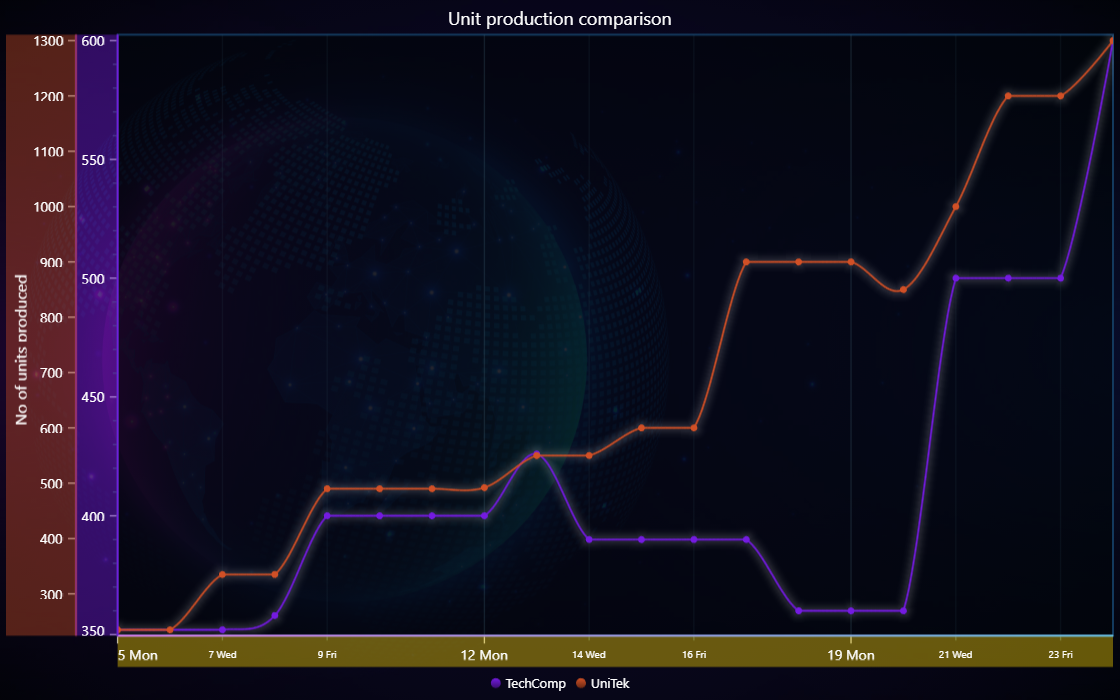 Unit production comparison
No of units produced
1300
1200
1100
1000
900
800
700
600
500
400
300
600
550
500
450
400
350
5 Mon
7 Wed
9 Fri
12 Mon
14 Wed
16 Fri
19 Mon
21 Wed
23 Fri
TechComp
UniTek